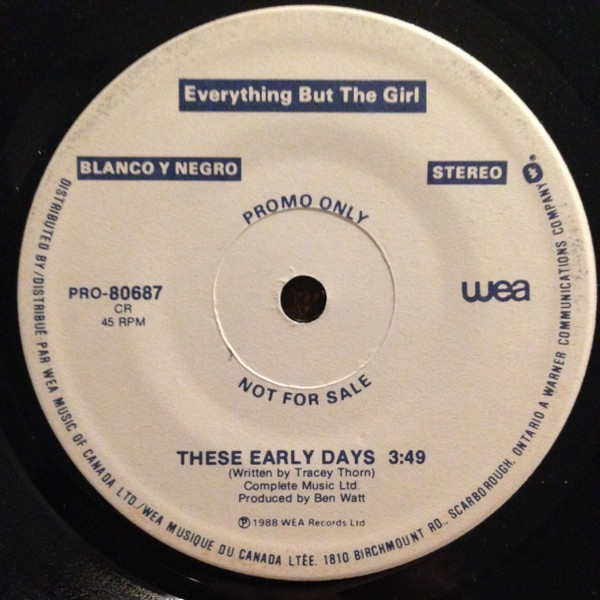 Everything But The Girl
BLANCO Y NEGRO
STEREO
PROMO ONLY
PRO-80687
CR
45 RPM
wea
NOT FOR SALE
THESE EARLY DAYS 3:49
(Written by Tracey Thorn)
Complete Music Ltd.
Produced by Ben Watt
℗ 1988 WEA Records Ltd
DISTRIBUTED BY/DISTRIBUÉ PAR WEA MUSIC OF CANADA LTD./WEA MUSIQUE DU CANADA LTÉE. 1810 BIRCHMOUNT RD., SCARBOROUGH, ONTARIO A WARNER COMMUNICATIONS COMPANY